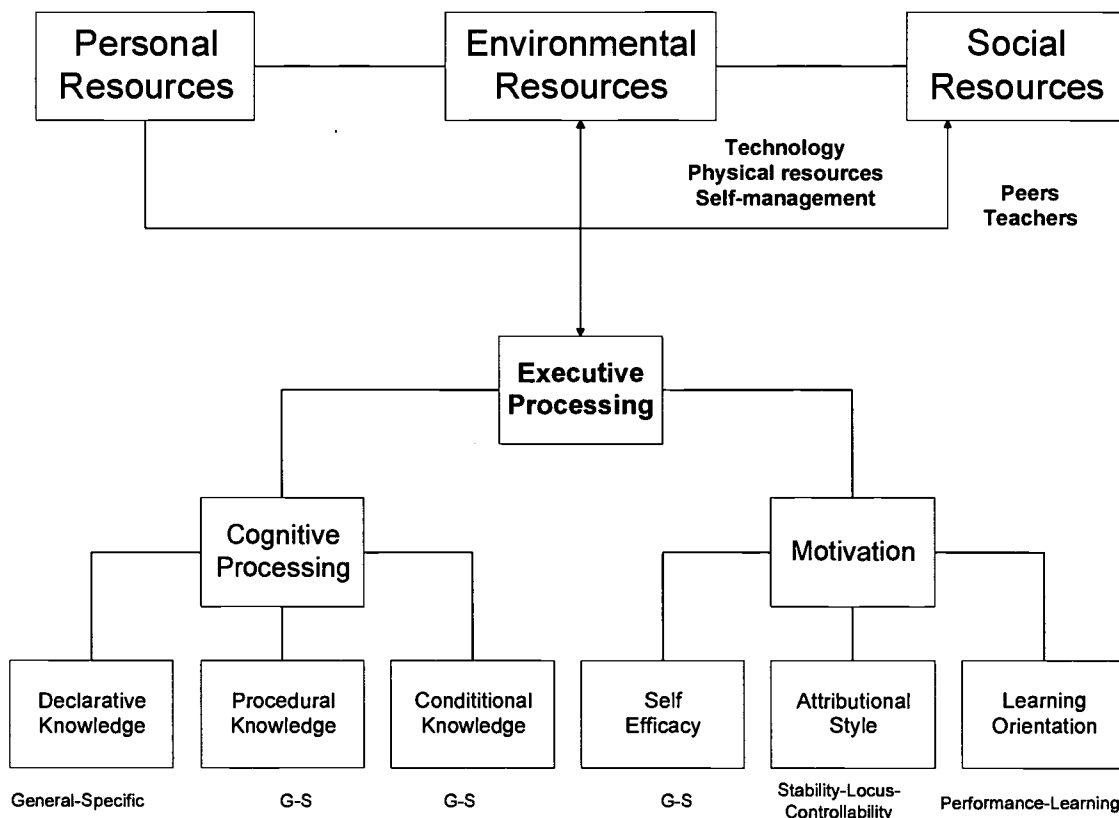 Personal
Resources
Environmental
Resources
Social
Resources
Technology
Physical resources
Self-management
Peers
Teachers
Executive
Processing
Cognitive
Processing
Motivation
Declarative
Knowledge
Procedural
Knowledge
Condititional
Knowledge
Self
Efficacy
Attributional
Style
Learning
Orientation
General-Specific
G-S
G-S
G-S
Stability-Locus-
Controllability
Performance-Learning